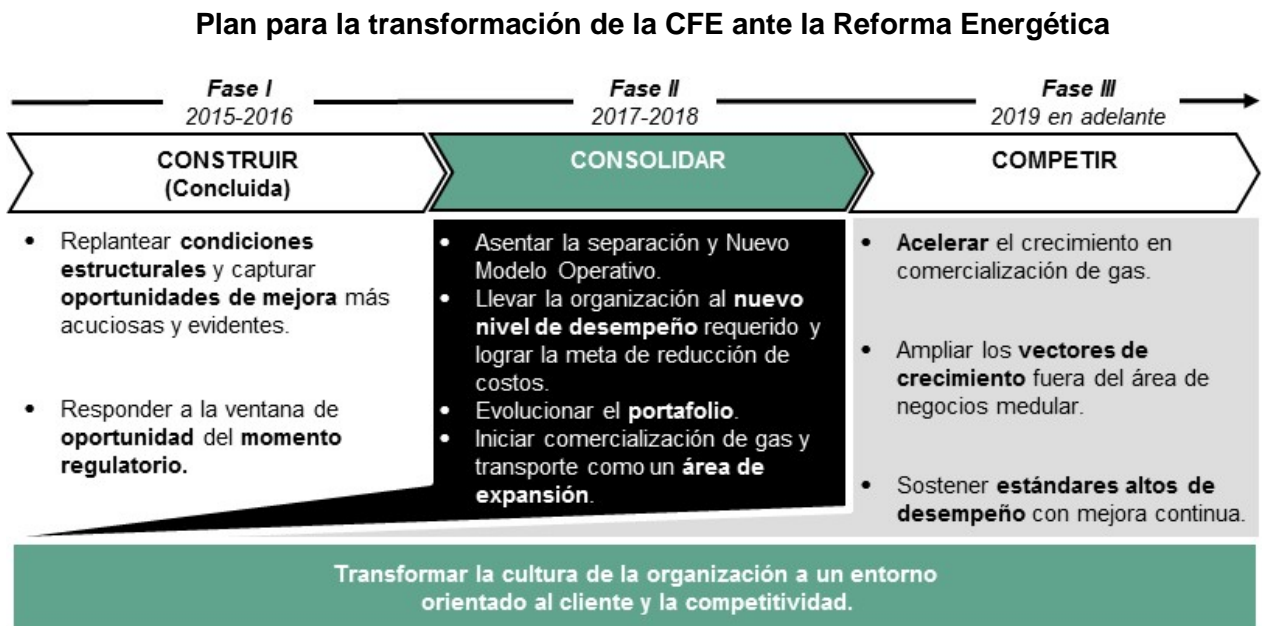 Plan para la transformación de la CFE ante la Reforma Energética
Fase I
2015-2016
Fase II
2017-2018
Fase III
2019 en adelante
CONSTRUIR
(Concluida)
CONSOLIDAR
COMPETIR
• Replantear condiciones
estructurales y capturar
oportunidades de mejora más
acuciosas y evidentes.
• Responder a la ventana de
oportunidad del momento
regulatorio.
• Asentar la separación y Nuevo
Modelo Operativo.
• Llevar la organización al nuevo
nivel de desempeño requerido y
lograr la meta de reducción de
costos.
• Evolucionar el portafolio.
• Iniciar comercialización de gas y
transporte como un área de
expansión.
• Acelerar el crecimiento en
comercialización de gas.
• Ampliar los vectores de
crecimiento fuera del área de
negocios medular.
• Sostener estándares altos de
desempeño con mejora continua.
Transformar la cultura de la organización a un entorno
orientado al cliente y la competitividad.